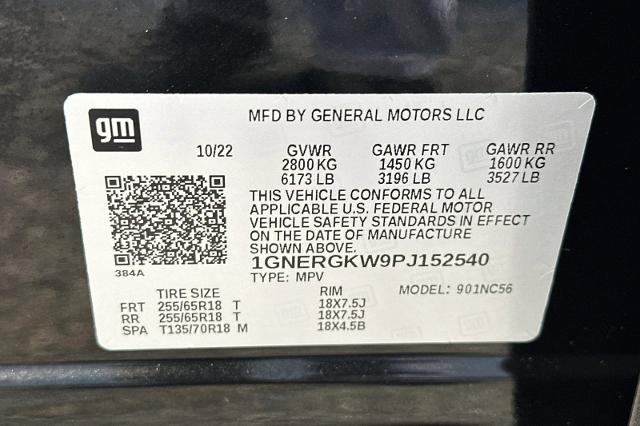 gm
MFD BY GENERAL MOTORS LLC
10/22 GVWR GAWR FRT GAWR RR
2800 KG 1450 KG 1600 KG
6173 LB 3196 LB 3527 LB
THIS VEHICLE CONFORMS TO ALL
APPLICABLE U.S. FEDERAL MOTOR
VEHICLE SAFETY STANDARDS IN EFFECT
ON THE DATE OF MANUFACTURE
SHOWN ABOVE.
384A
1GNERGKW9PJ152540
TYPE: MPV MODEL: 901NC56
TIRE SIZE RIM
FRT 255/65R18 T 18X7.5J
RR 255/65R18 T 18X7.5J
SPA T135/70R18 M 18X4.5B